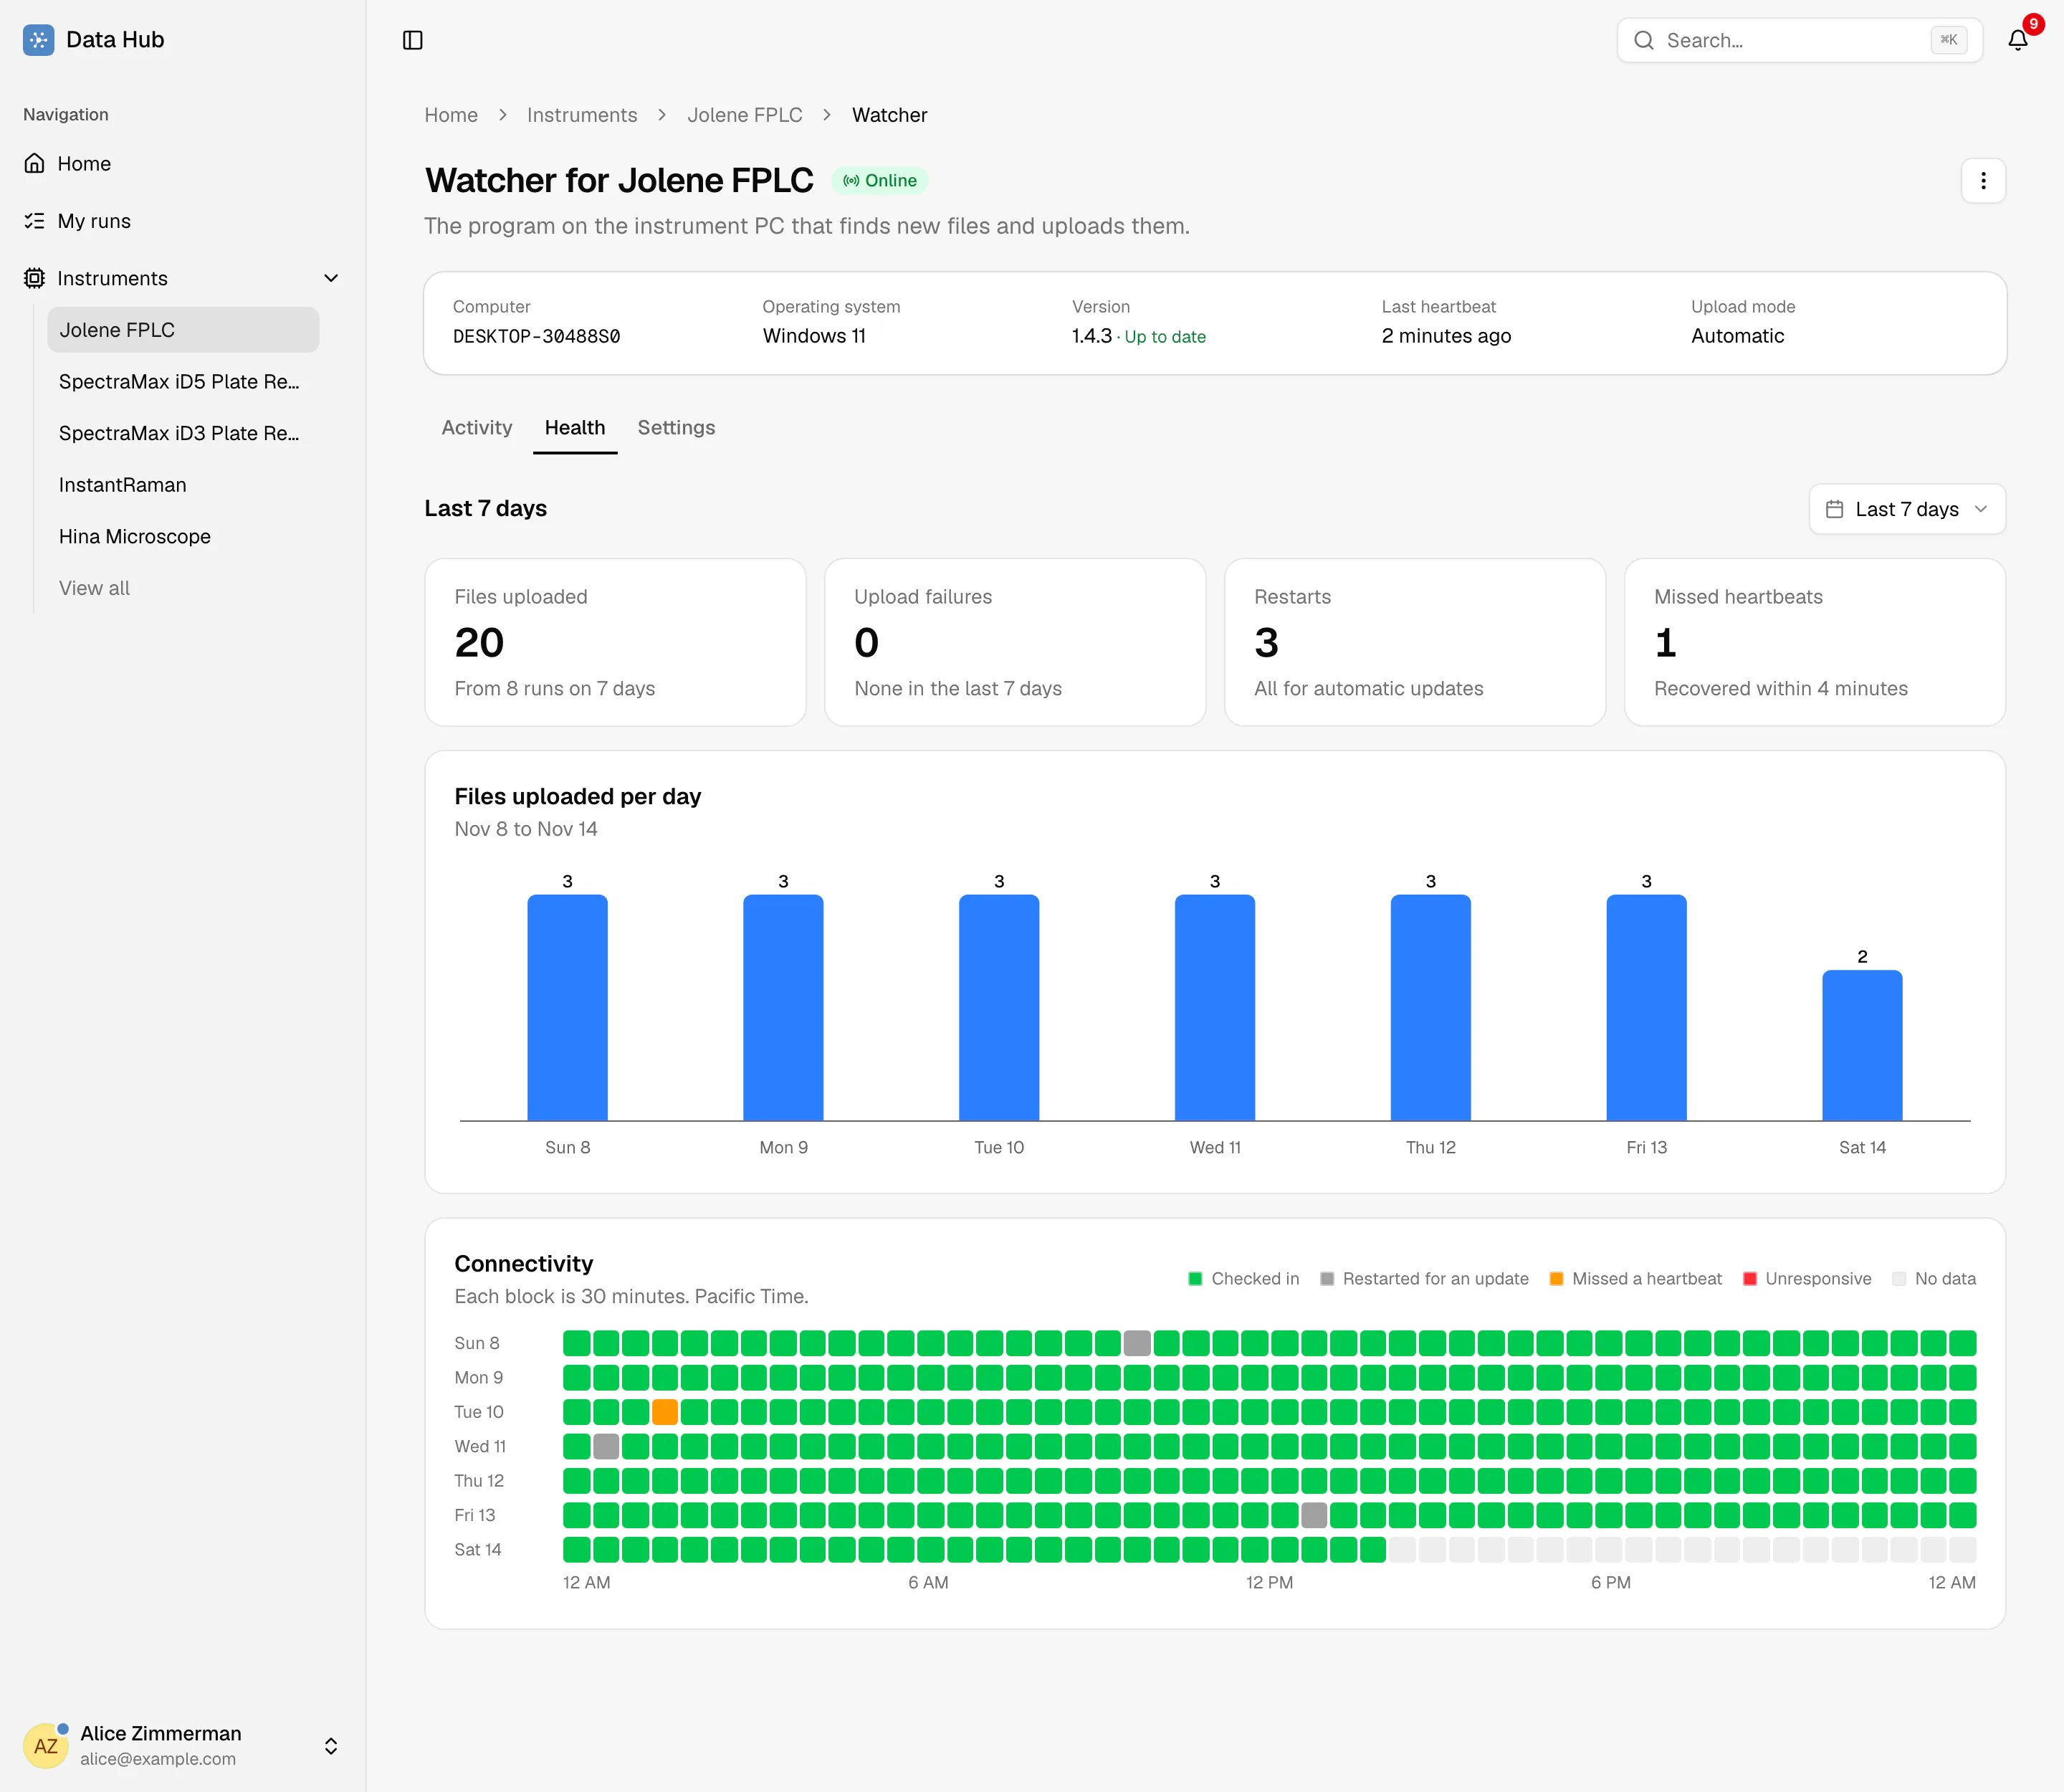 Data Hub
Search...
⌘K
9
Navigation
Home
My runs
Instruments
Jolene FPLC
SpectraMax iD5 Plate Re...
SpectraMax iD3 Plate Re...
InstantRaman
Hina Microscope
View all
Alice Zimmerman
alice@example.com
AZ
Home > Instruments > Jolene FPLC > Watcher
Watcher for Jolene FPLC
Online
The program on the instrument PC that finds new files and uploads them.
Computer
DESKTOP-30488S0
Operating system
Windows 11
Version
1.4.3 · Up to date
Last heartbeat
2 minutes ago
Upload mode
Automatic
Activity
Health
Settings
Last 7 days
Last 7 days
Files uploaded
20
From 8 runs on 7 days
Upload failures
0
None in the last 7 days
Restarts
3
All for automatic updates
Missed heartbeats
1
Recovered within 4 minutes
Files uploaded per day
Nov 8 to Nov 14
3 3 3 3 3 3 2
Sun 8 Mon 9 Tue 10 Wed 11 Thu 12 Fri 13 Sat 14
Connectivity
Each block is 30 minutes. Pacific Time.
Checked in Restarted for an update Missed a heartbeat Unresponsive No data
Sun 8
Mon 9
Tue 10
Wed 11
Thu 12
Fri 13
Sat 14
12 AM 6 AM 12 PM 6 PM 12 AM